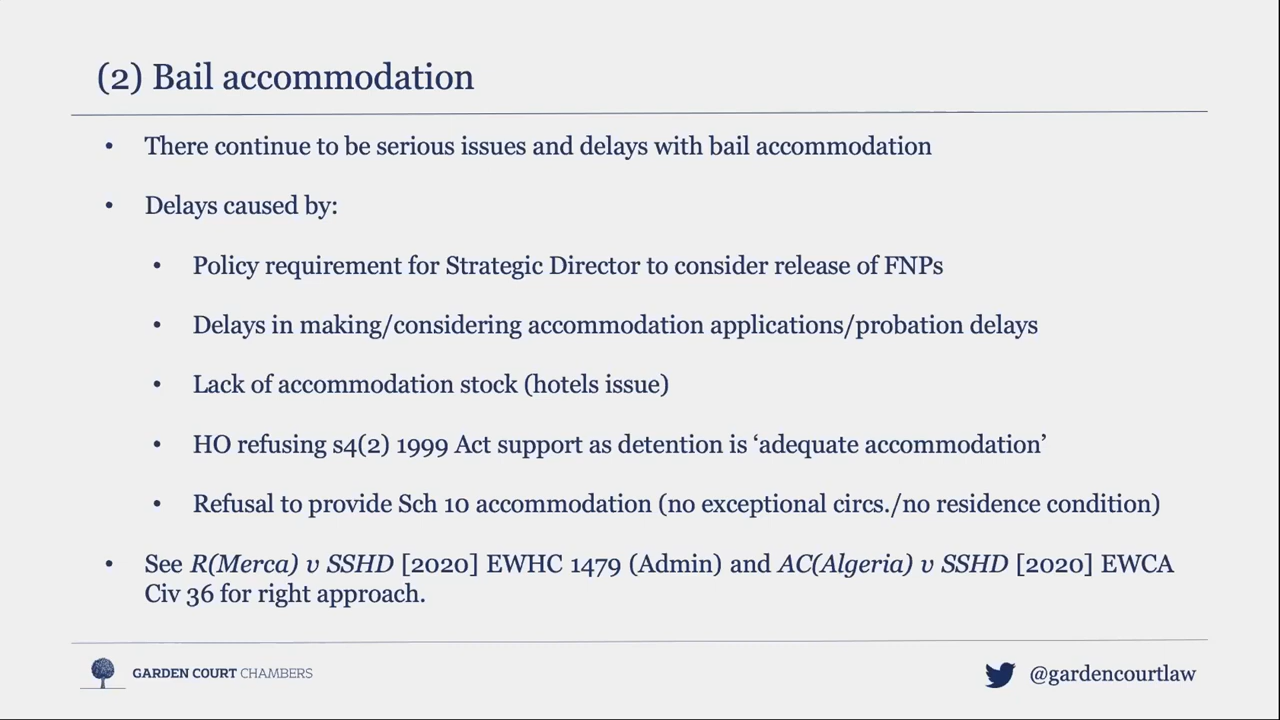 (2) Bail accommodation
• There continue to be serious issues and delays with bail accommodation
• Delays caused by:
• Policy requirement for Strategic Director to consider release of FNPs
• Delays in making/considering accommodation applications/probation delays
• Lack of accommodation stock (hotels issue)
• HO refusing s4(2) 1999 Act support as detention is ‘adequate accommodation’
• Refusal to provide Sch 10 accommodation (no exceptional circs./no residence condition)
• See R(Merca) v SSHD [2020] EWHC 1479 (Admin) and AC(Algeria) v SSHD [2020] EWCA
Civ 36 for right approach.
GARDEN COURT CHAMBERS
@gardencourtlaw